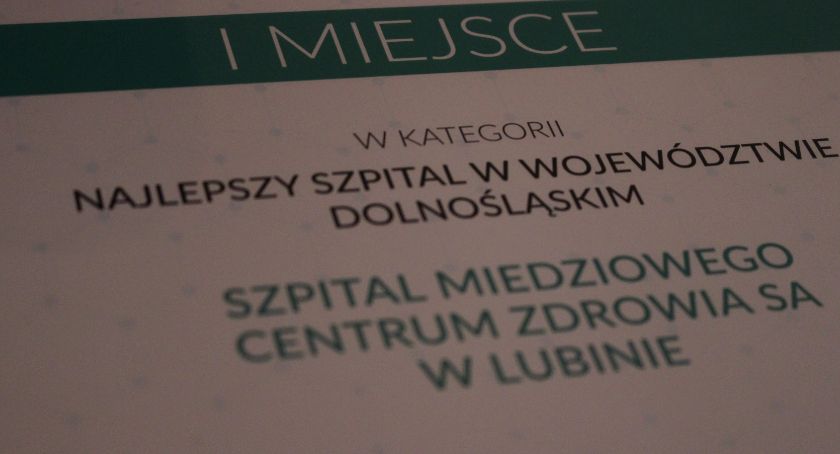 I MIEJSCE
W KATEGORII
NAJLEPSZY SZPITAL W WOJEWÓDZTWIE
DOLNOŚLĄSKIM
SZPITAL MIEDZIOWEGO
CENTRUM ZDROWIA SA
W LUBINIE